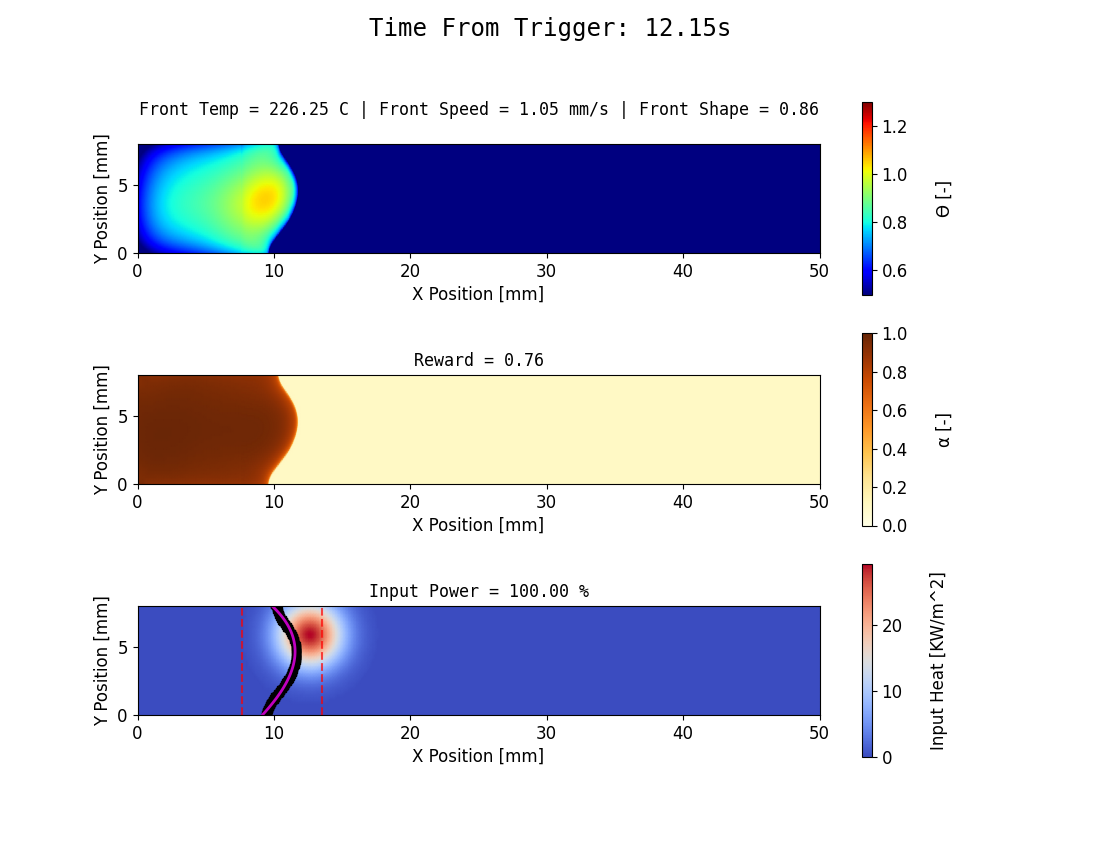 Time From Trigger: 12.15s
Front Temp = 226.25 C | Front Speed = 1.05 mm/s | Front Shape = 0.86
Y Position [mm]
5
0
0 10 20 30 40 50
X Position [mm]
1.2
1.0
0.8
0.6
Θ [-]
Reward = 0.76
Y Position [mm]
5
0
0 10 20 30 40 50
X Position [mm]
1.0
0.8
0.6
0.4
0.2
0.0
α [-]
Input Power = 100.00 %
Y Position [mm]
5
0
0 10 20 30 40 50
X Position [mm]
20
10
0
Input Heat [KW/m^2]